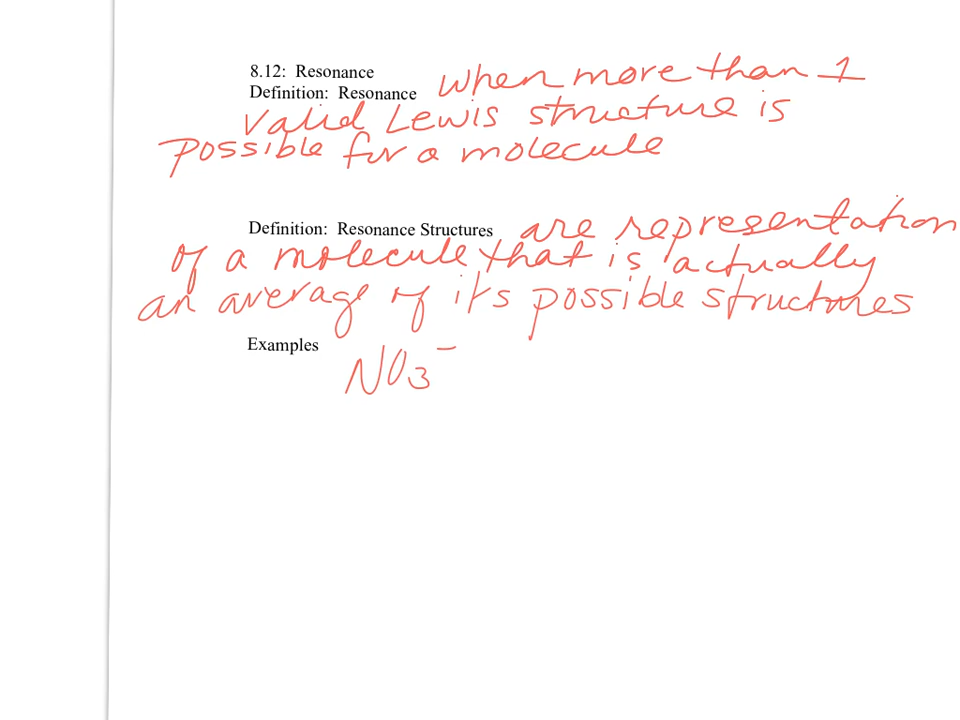 8.12: Resonance
Definition: Resonance when more than 1
valid Lewis structure is
possible for a molecule
Definition: Resonance Structures are representation
of a molecule that is actually
an average of its possible structures
Examples
NO3-